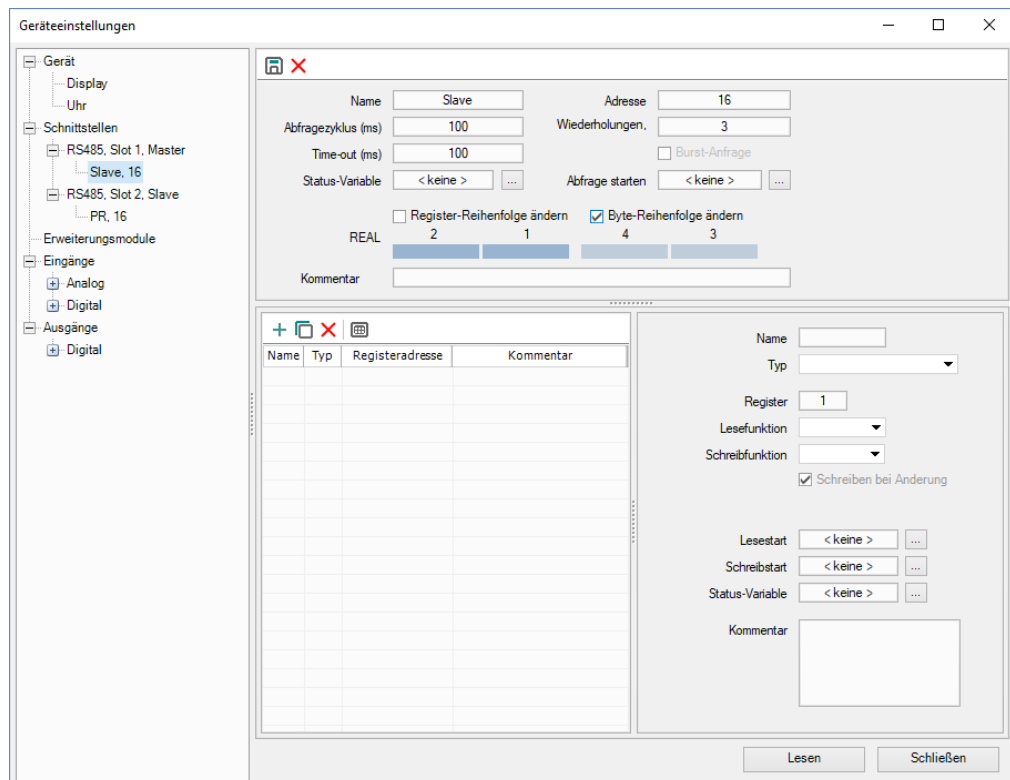 Geräteeinstellungen
Gerät
Display
Uhr
Schnittstellen
RS485, Slot 1, Master
Slave, 16
RS485, Slot 2, Slave
PR, 16
Erweiterungsmodule
Eingänge
Analog
Digital
Ausgänge
Digital
Name Slave Adresse 16
Abfragezyklus (ms) 100 Wiederholungen, 3
Time-out (ms) 100 Burst-Anfrage
Status-Variable < keine > ... Abfrage starten < keine > ...
Register-Reihenfolge ändern Byte-Reihenfolge ändern
REAL 2 1 4 3
Kommentar
Name Typ Registeradresse Kommentar
Name
Typ
Register 1
Lesefunktion
Schreibfunktion
Schreiben bei Anderung
Lesestart < keine > ...
Schreibstart < keine > ...
Status-Variable < keine > ...
Kommentar
Lesen Schließen